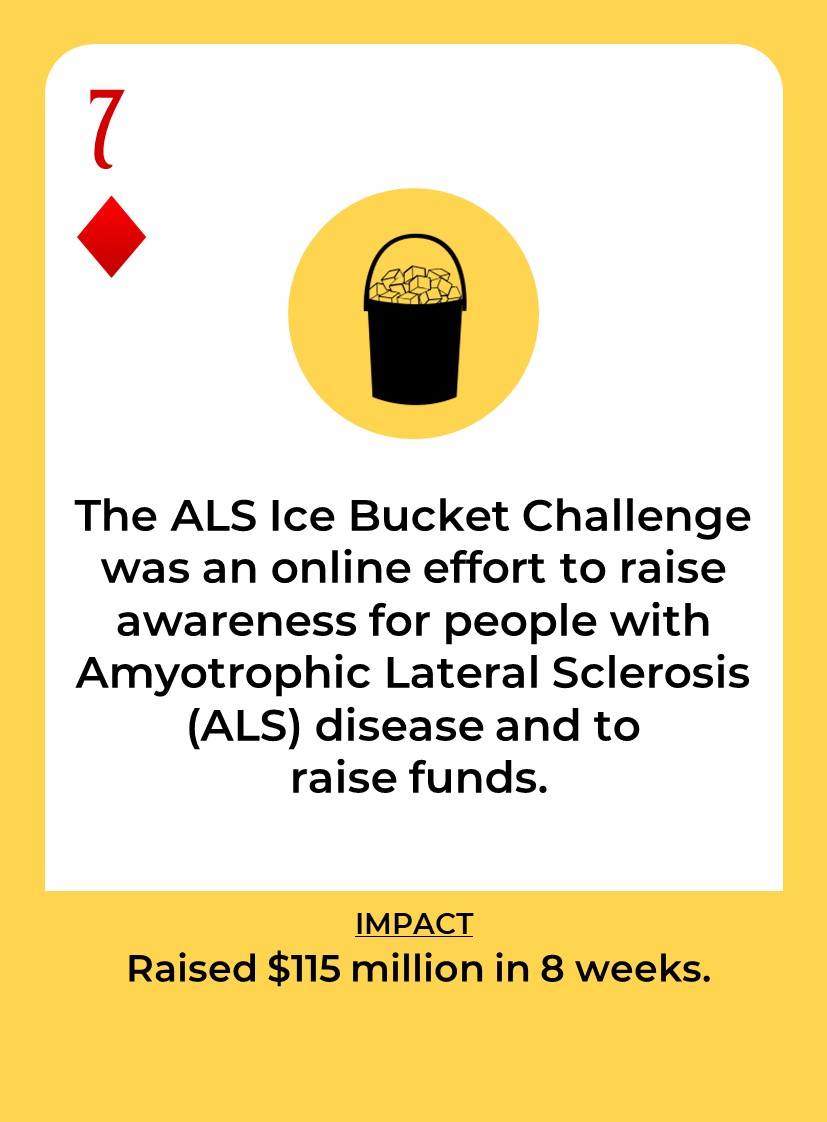 7
The ALS Ice Bucket Challenge
was an online effort to raise
awareness for people with
Amyotrophic Lateral Sclerosis
(ALS) disease and to
raise funds.
IMPACT
Raised $115 million in 8 weeks.